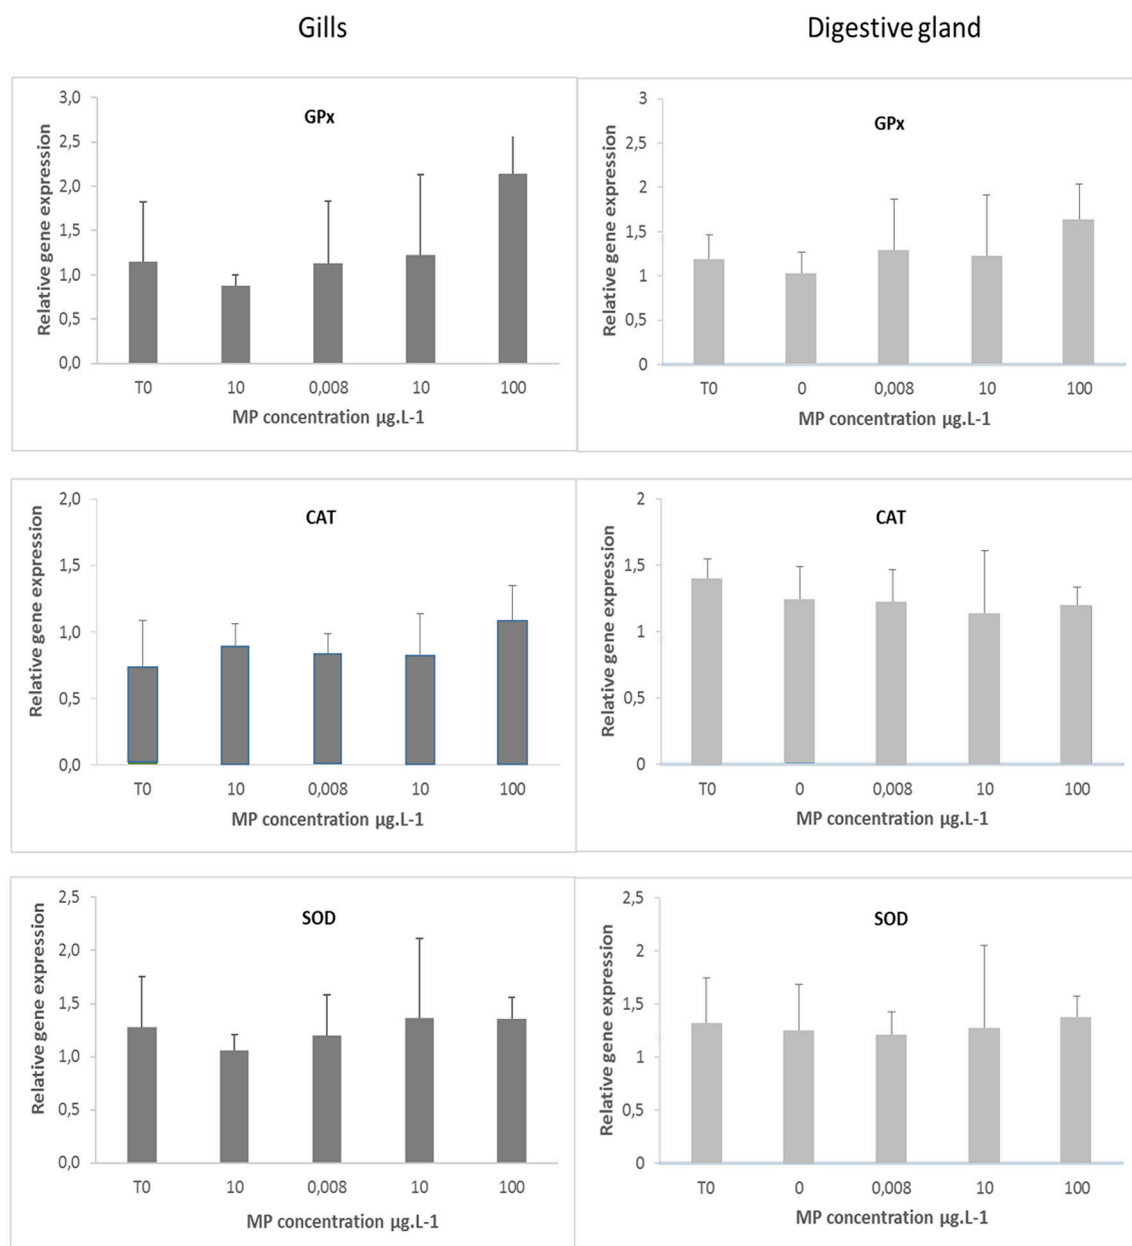 Gills
Digestive gland
GPx
Relative gene expression
3,0
2,5
2,0
1,5
1,0
0,5
0,0
T0 10 0,008 10 100
MP concentration µg.L-1
GPx
Relative gene expression
3
2,5
2
1,5
1
0,5
0
T0 0 0,008 10 100
MP concentration µg.L-1
CAT
Relative gene expression
2,0
1,5
1,0
0,5
0,0
T0 10 0,008 10 100
MP concentration µg.L-1
CAT
Relative gene expression
2
1,5
1
0,5
0
T0 0 0,008 10 100
MP concentration µg.L-1
SOD
Relative gene expression
2,5
2,0
1,5
1,0
0,5
0,0
T0 10 0,008 10 100
MP concentration µg.L-1
SOD
Relative gene expression
2,5
2
1,5
1
0,5
0
T0 0 0,008 10 100
MP concentration µg.L-1